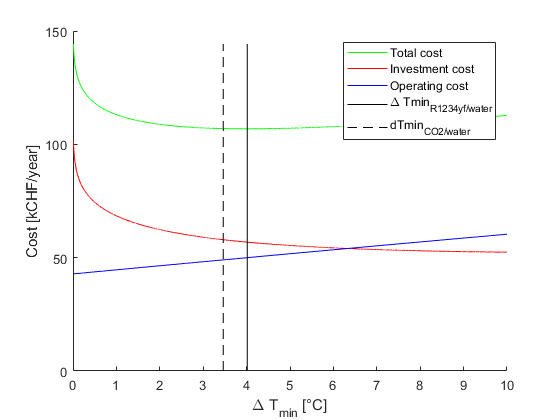 150
100
50
0
Cost [kCHF/year]
0 1 2 3 4 5 6 7 8 9 10
Δ T_min [°C]
Total cost
Investment cost
Operating cost
Δ Tmin_R1234yf/water
dTmin_CO2/water